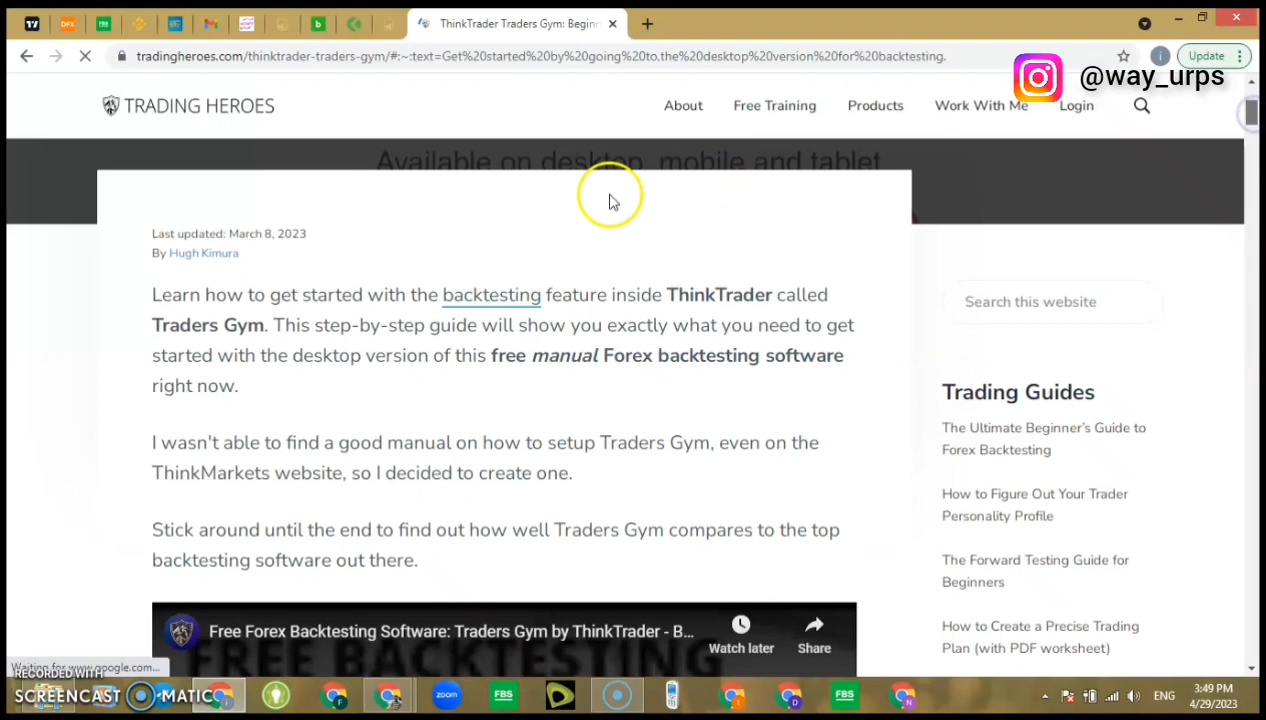 ThinkTrader Traders Gym: Beginn
tradingheroes.com/thinktrader-traders-gym/#:~:text=Get%20started%20by%20going%20to,the%20desktop%20version%20for%20backtesting.
Update
@way_urps
TRADING HEROES
About
Free Training
Products
Work With Me
Login
Available on desktop, mobile and tablet
Last updated: March 8, 2023
By Hugh Kimura
Learn how to get started with the backtesting feature inside ThinkTrader called
Traders Gym. This step-by-step guide will show you exactly what you need to get
started with the desktop version of this free manual Forex backtesting software
right now.
I wasn't able to find a good manual on how to setup Traders Gym, even on the
ThinkMarkets website, so I decided to create one.
Stick around until the end to find out how well Traders Gym compares to the top
backtesting software out there.
Free Forex Backtesting Software: Traders Gym by ThinkTrader - B...
Watch later
Share
FREE BACKTESTING
Search this website
Trading Guides
The Ultimate Beginner's Guide to
Forex Backtesting
How to Figure Out Your Trader
Personality Profile
The Forward Testing Guide for
Beginners
How to Create a Precise Trading
Plan (with PDF worksheet)
Waiting for www.google.com...
RECORDED WITH
SCREENCAST MATIC
zoom
FBS
FBS
ENG
3:49 PM
4/29/2023